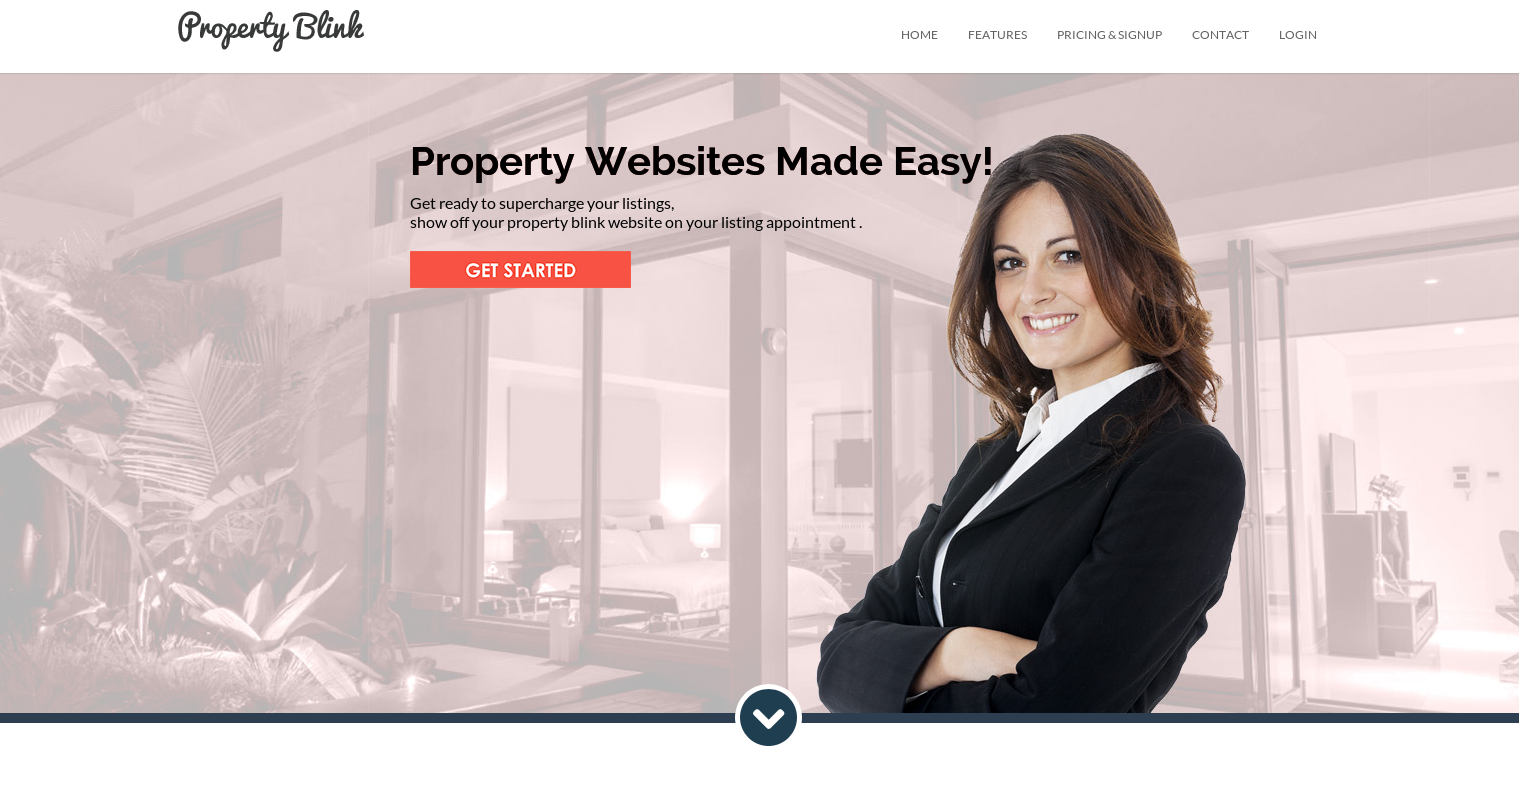 Property Blink
HOME FEATURES PRICING & SIGNUP CONTACT LOGIN
Property Websites Made Easy!
Get ready to supercharge your listings,
show off your property blink website on your listing appointment .
GET STARTED